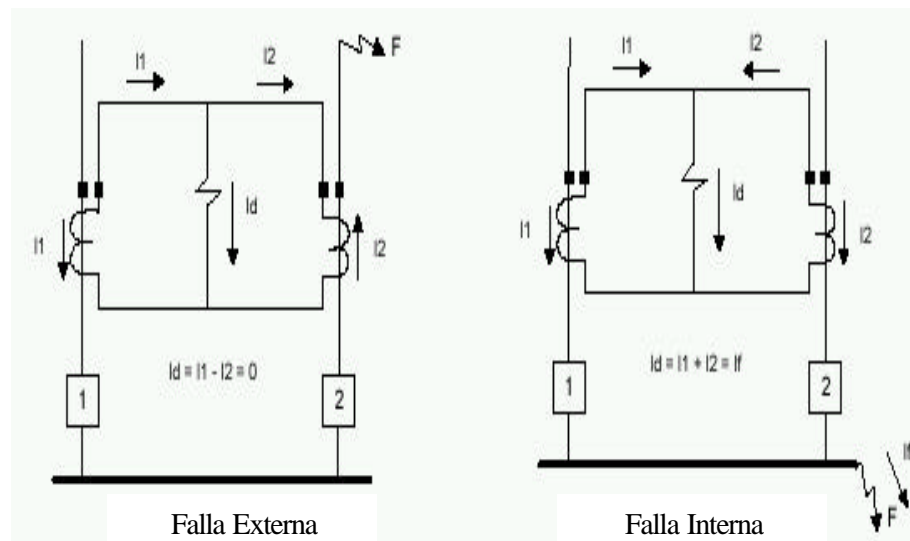 I1
I2
F
Id
I1
I2
Id = I1 - I2 = 0
1
2
Falla Externa
I1
I2
Id
I1
I2
Id = I1 + I2 = If
1
2
If
F
Falla Interna